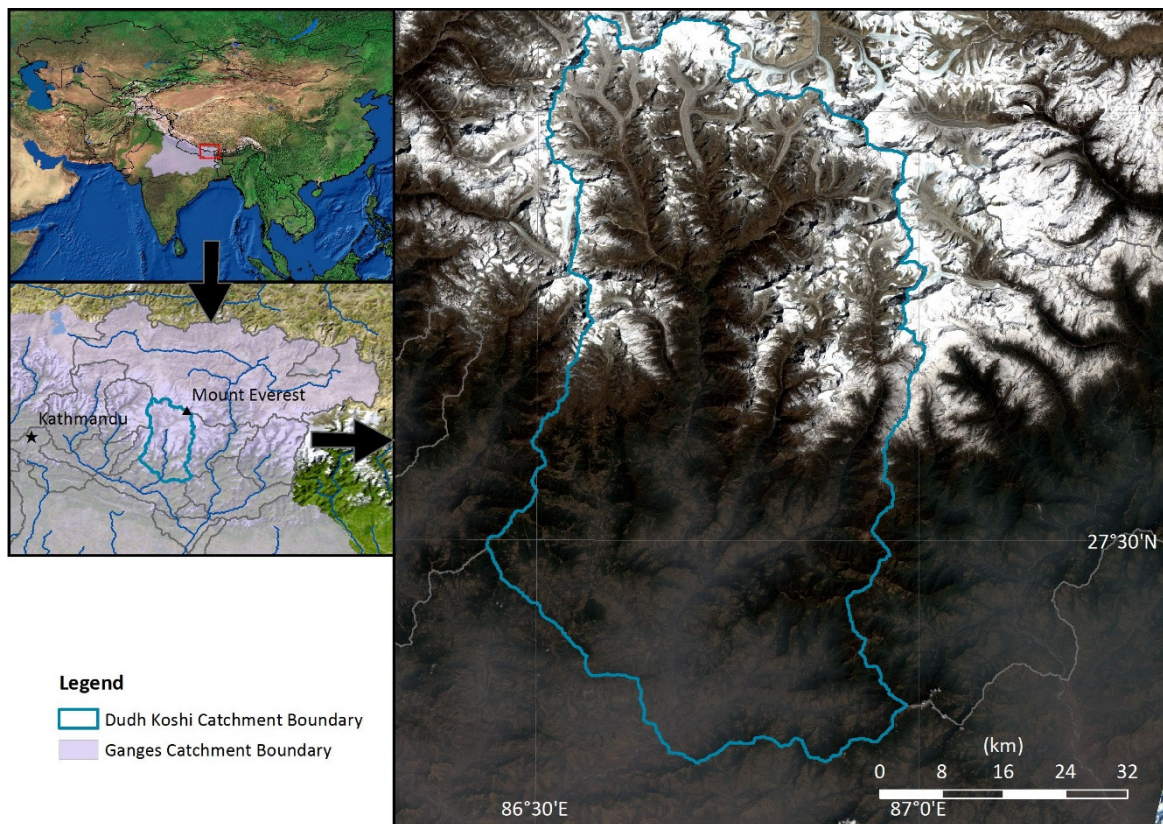 Mount Everest
Kathmandu
Legend
Dudh Koshi Catchment Boundary
Ganges Catchment Boundary
27°30'N
(km)
0 8 16 24 32
86°30'E
87°0'E